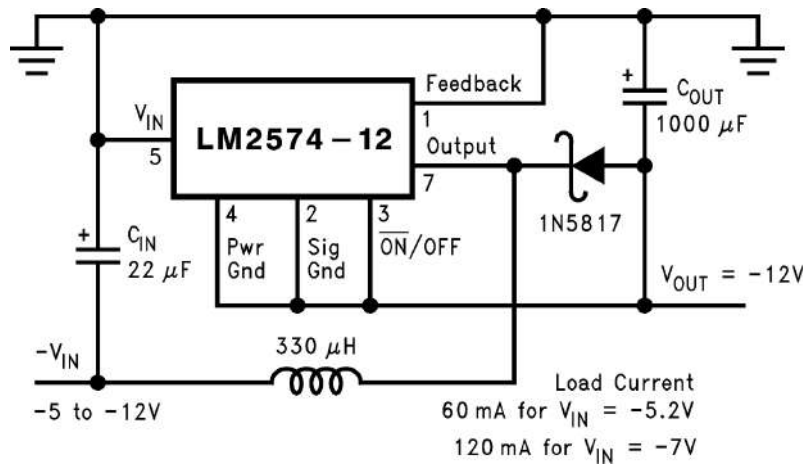 Feedback
V_IN
5
LM2574-12
1
Output
7
+
C_OUT
1000 μF
1N5817
4
Pwr
Gnd
2
Sig
Gnd
3
O̅N̅/OFF
+
C_IN
22 μF
V_OUT = -12V
-V_IN
-5 to -12V
330 μH
Load Current
60 mA for V_IN = -5.2V
120 mA for V_IN = -7V